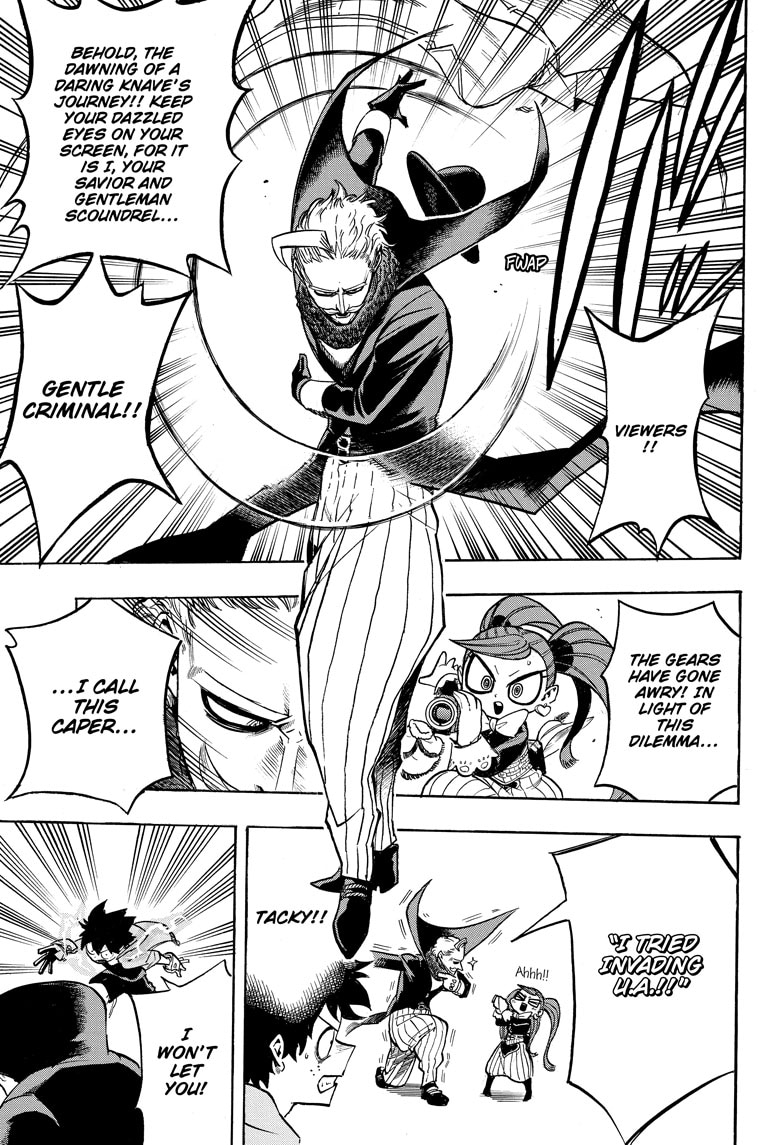 VIEWERS
!!
BEHOLD, THE
DAWNING OF A
DARING KNAVE'S
JOURNEY!! KEEP
YOUR DAZZLED
EYES ON YOUR
SCREEN, FOR IT
IS I, YOUR
SAVIOR AND
GENTLEMAN
SCOUNDREL...
FWAP
GENTLE
CRIMINAL!!
THE GEARS
HAVE GONE
AWRY! IN
LIGHT OF
THIS
DILEMMA...
...I CALL
THIS
CAPER...
"I TRIED
INVADING
U.A.!!"
Ahhh!!
TACKY!!
I
WON'T
LET
YOU!